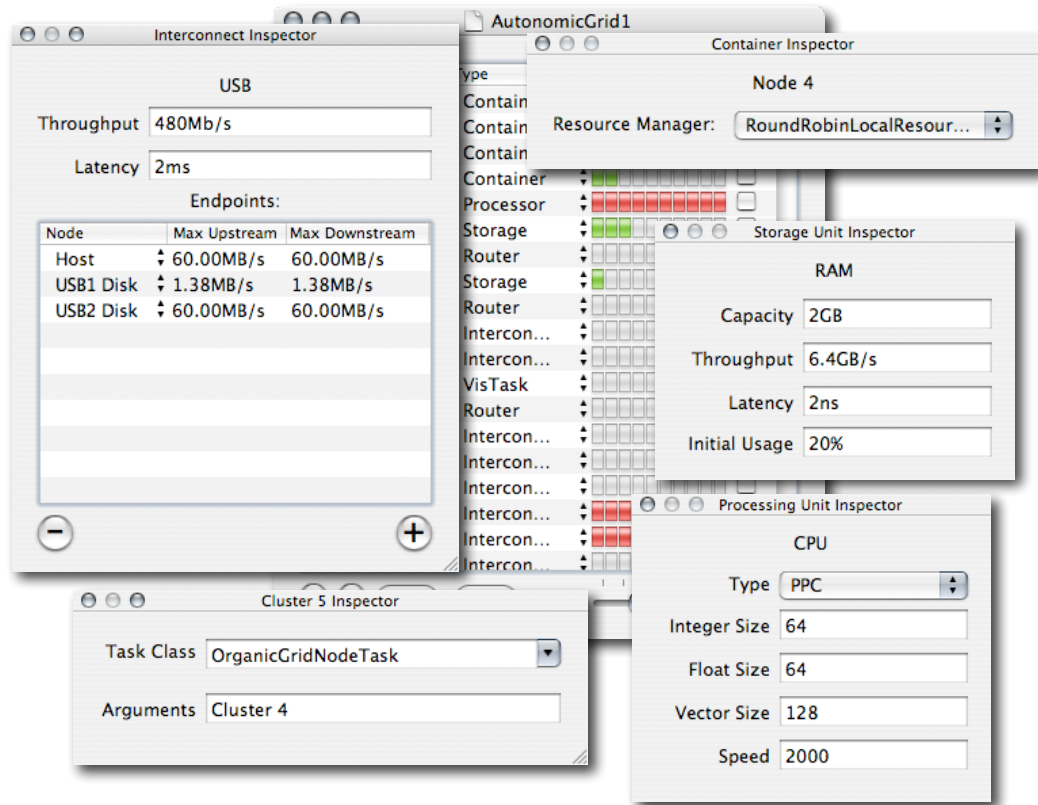 AutonomicGrid1
Interconnect Inspector
USB
Throughput 480Mb/s
Latency 2ms
Endpoints:
Node Max Upstream Max Downstream
Host 60.00MB/s 60.00MB/s
USB1 Disk 1.38MB/s 1.38MB/s
USB2 Disk 60.00MB/s 60.00MB/s
Container Inspector
Node 4
Resource Manager: RoundRobinLocalResour...
Container
Processor
Storage
Router
Storage
Router
Intercon...
Intercon...
VisTask
Router
Intercon...
Intercon...
Intercon...
Intercon...
Intercon...
Intercon...
Storage Unit Inspector
RAM
Capacity 2GB
Throughput 6.4GB/s
Latency 2ns
Initial Usage 20%
Processing Unit Inspector
CPU
Type PPC
Integer Size 64
Float Size 64
Vector Size 128
Speed 2000
Cluster 5 Inspector
Task Class OrganicGridNodeTask
Arguments Cluster 4